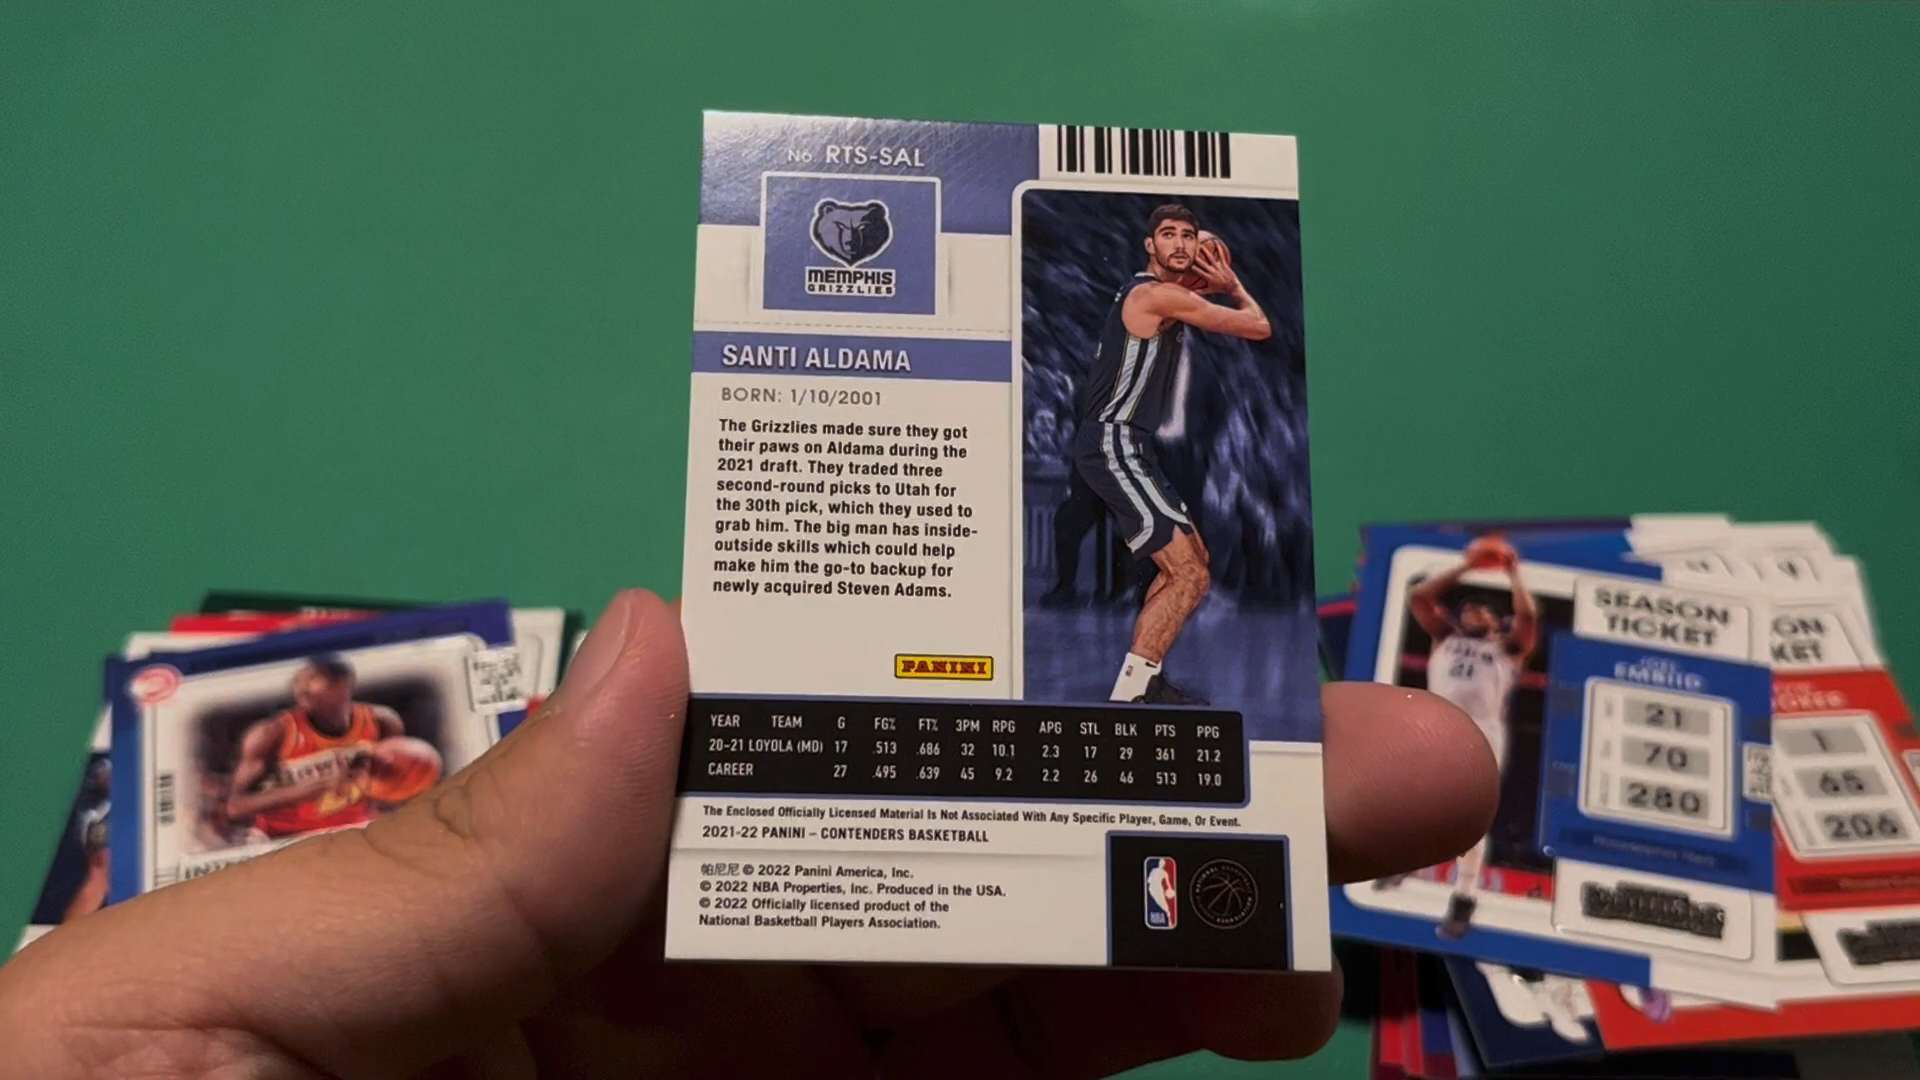 No. RTS-SAL
MEMPHIS
GRIZZLIES
SANTI ALDAMA
BORN: 1/10/2001
The Grizzlies made sure they got
their paws on Aldama during the
2021 draft. They traded three
second-round picks to Utah for
the 30th pick, which they used to
grab him. The big man has inside-
outside skills which could help
make him the go-to backup for
newly acquired Steven Adams.
PANINI
YEAR TEAM G FG% FT% 3PM RPG APG STL BLK PTS PPG
20-21 LOYOLA (MD) 17 .513 .686 32 10.1 2.3 17 29 361 21.2
CAREER 27 .495 .639 45 9.2 2.2 26 46 513 19.0
The Enclosed Officially Licensed Material Is Not Associated With Any Specific Player, Game, Or Event.
2021-22 PANINI – CONTENDERS BASKETBALL
帕尼尼 © 2022 Panini America, Inc.
© 2022 NBA Properties, Inc. Produced in the USA.
© 2022 Officially licensed product of the
National Basketball Players Association.
NBA
SEASON
TICKET
EMBIID
21
70
280
ON
KET
1
65
206